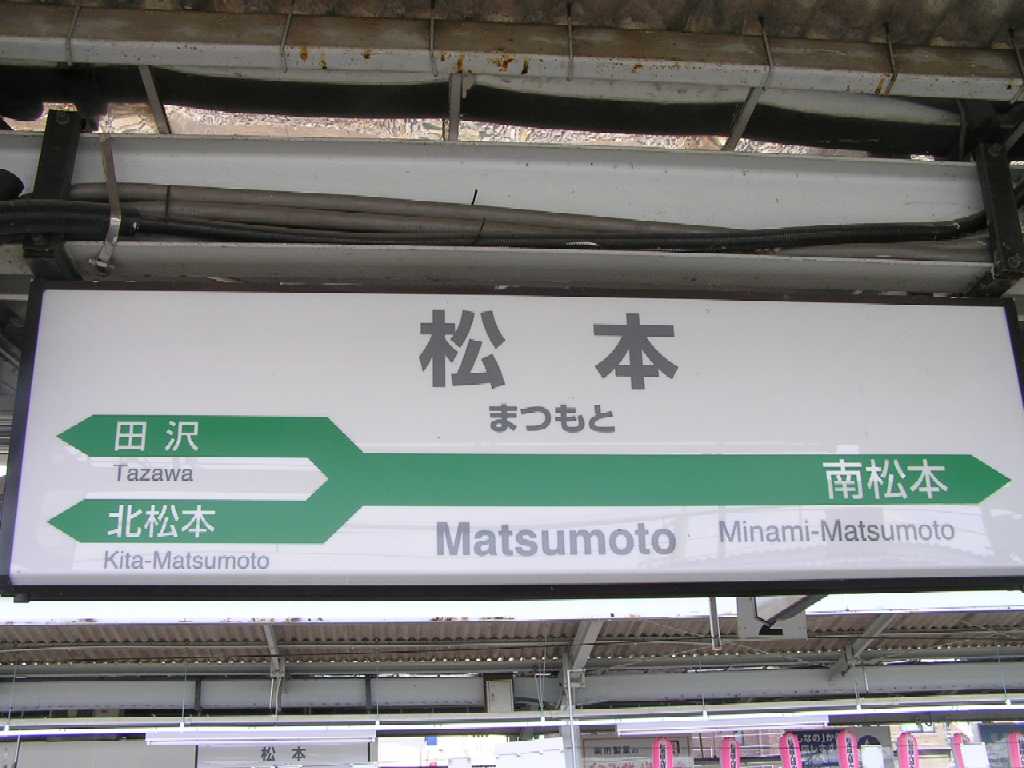 松本
まつもと
田沢
Tazawa
北松本
Kita-Matsumoto
南松本
Matsumoto
Minami-Matsumoto
松本